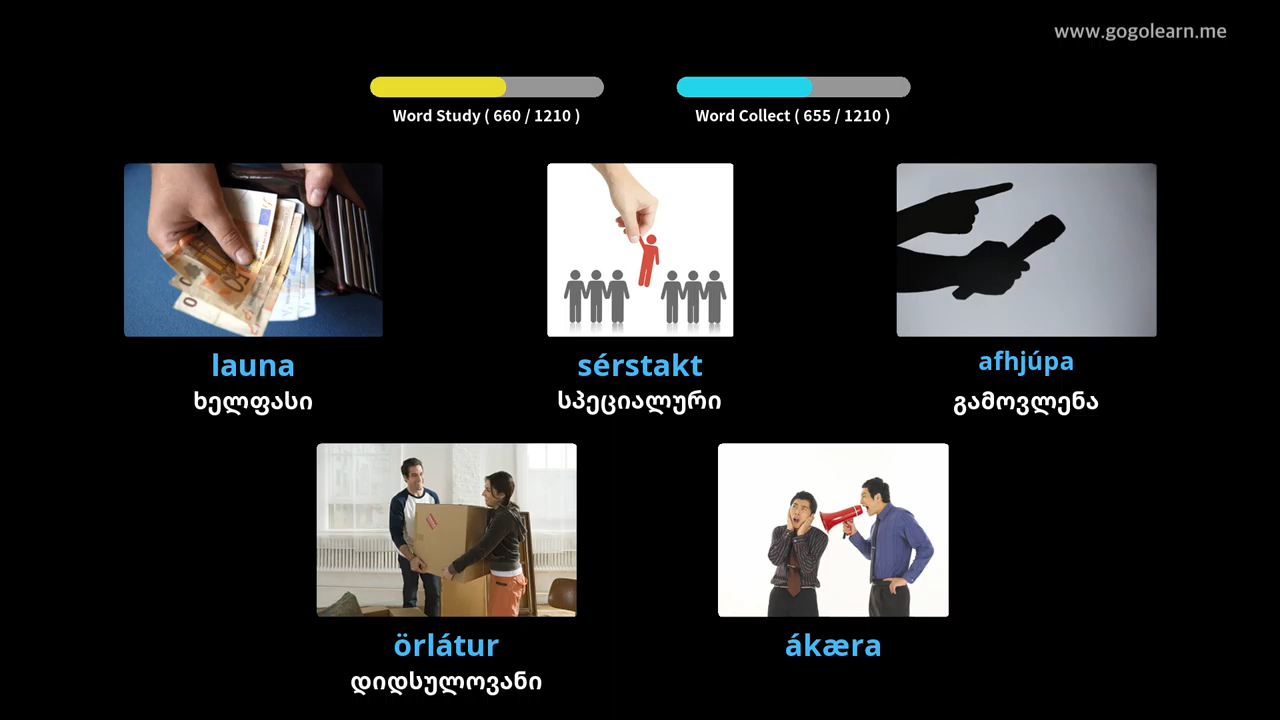 www.gogolearn.me
Word Study ( 660 / 1210 )
Word Collect ( 655 / 1210 )
launa
ხელფასი
sérstakt
სპეციალური
afhjúpa
გამოვლენა
örlátur
დიდსულოვანი
ákæra